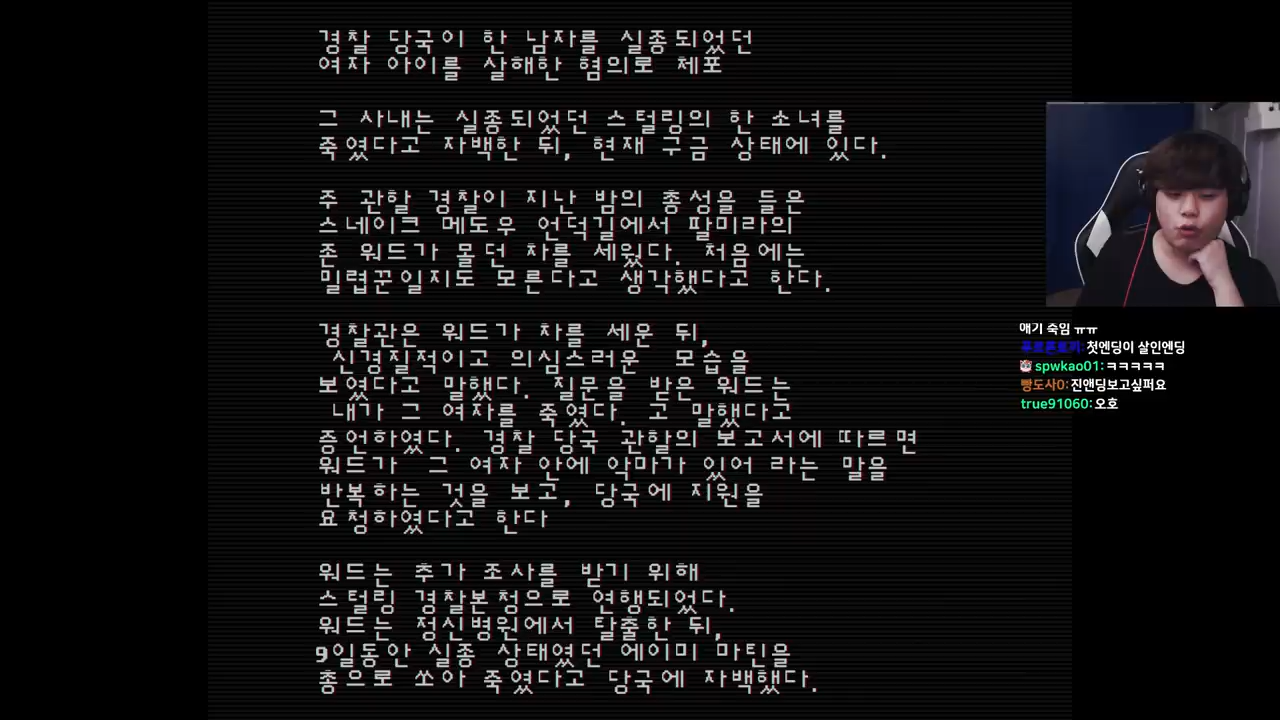 경찰 당국이 한 남자를 실종되었던
여자 아이를 살해한 혐의로 체포
그 사내는 실종되었던 스털링의 한 소녀를
죽였다고 자백한 뒤, 현재 구금 상태에 있다.
주 관할 경찰이 지난 밤의 총성을 들은
스네이크 메도우 언덕길에서 팔미라의
존 워드가 몰던 차를 세웠다. 처음에는
밀렵꾼일지도 모른다고 생각했다고 한다.
경찰관은 워드가 차를 세운 뒤,
신경질적이고 의심스러운 모습을
보였다고 말했다. 질문을 받은 워드는
내가 그 여자를 죽였다. 고 말했다고
증언하였다. 경찰 당국 관할의 보고서에 따르면
워드가 그 여자 안에 악마가 있어 라는 말을
반복하는 것을 보고, 당국에 지원을
요청하였다고 한다
워드는 추가 조사를 받기 위해
스털링 경찰본청으로 연행되었다.
워드는 정신병원에서 탈출한 뒤,
9일동안 실종 상태였던 에이미 마틴을
총으로 쏘아 죽였다고 당국에 자백했다.
애기 죽임 ㅠㅠ
첫엔딩이 살인엔딩
spwkao01: ㅋㅋㅋㅋㅋ
빵도사0: 진앤딩보고싶퍼요
true91060: 오호